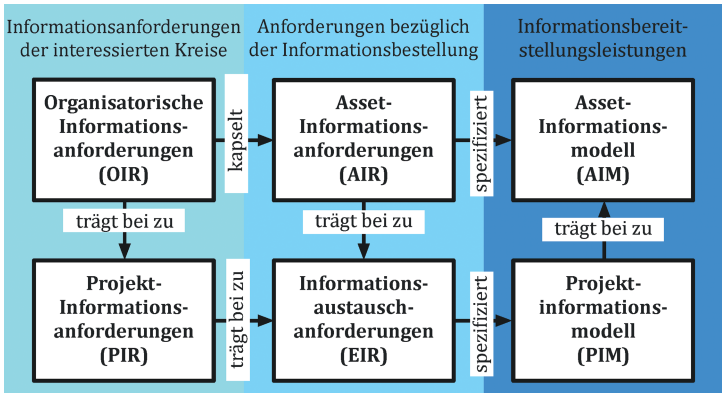 Informationsanforderungen
der interessierten Kreise
Anforderungen bezüglich
der Informationsbestellung
Informationsbereit-
stellungsleistungen
Organisatorische
Informations-
anforderungen
(OIR)
kapselt
Asset-
Informations-
anforderungen
(AIR)
spezifiziert
Asset-
Informations-
modell
(AIM)
trägt bei zu
trägt bei zu
trägt bei zu
Projekt-
Informations-
anforderungen
(PIR)
trägt bei zu
Informations-
austausch-
anforderungen
(EIR)
spezifiziert
Projekt-
informations-
modell
(PIM)